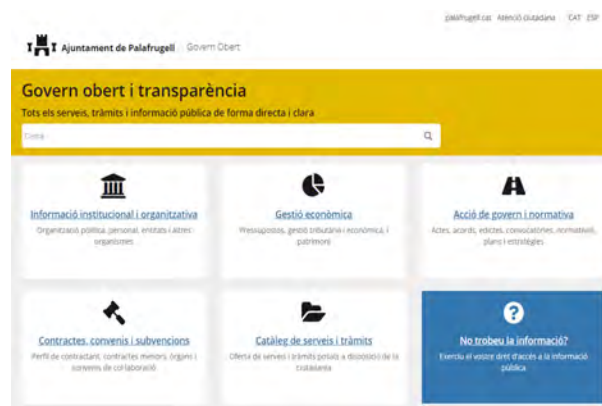 palafrugell.cat Atenció ciutadana CAT ESP
Ajuntament de Palafrugell Govern Obert
Govern obert i transparència
Tots els serveis, tràmits i informació pública de forma directa i clara
Cerca
Informació institucional i organitzativa
Organització política, personal, entitats i altres
organismes
Gestió econòmica
Pressupostos, gestió tributària i econòmica, i
patrimoni
Acció de govern i normativa
Actes, acords, edictes, convocatòries, normativa,
plans i estratègies
Contractes, convenis i subvencions
Perfil de contractant, contractes menors, òrgans i
convenis de col·laboració
Catàleg de serveis i tràmits
Oferta de serveis i tràmits posats a disposició de la
ciutadania
No trobeu la informació?
Exerciu el vostre dret d'accés a la informació
pública